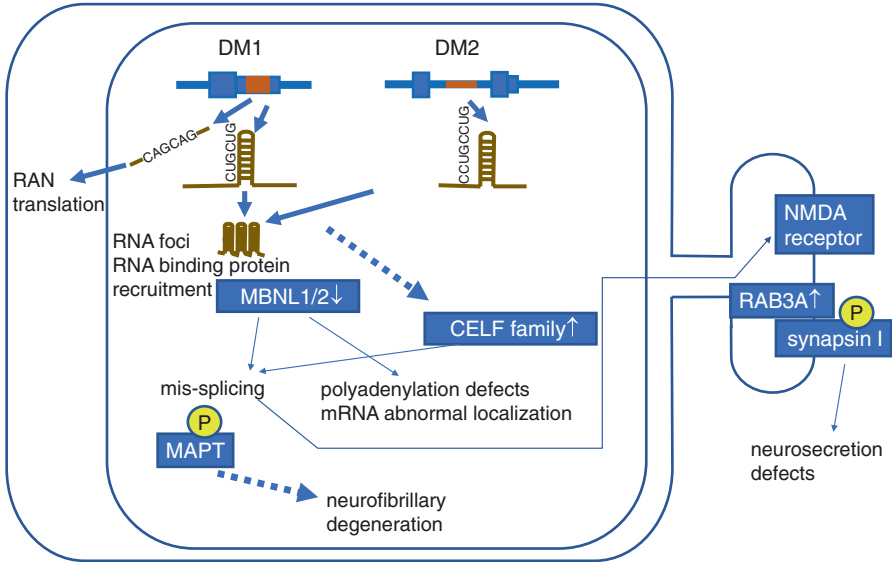 DM1
DM2
CAGCAG
CUGCUG
CCUGCCUG
RAN
translation
RNA foci
RNA binding protein
recruitment
MBNL1/2↓
CELF family↑
NMDA
receptor
RAB3A↑
P
synapsin I
mis-splicing
polyadenylation defects
mRNA abnormal localization
P
MAPT
neurofibrillary
degeneration
neurosecretion
defects